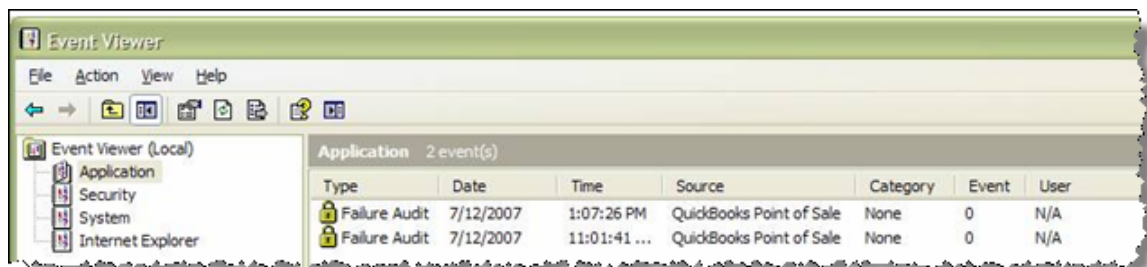 Event Viewer
File Action View Help
Event Viewer (Local)
Application
Security
System
Internet Explorer
Application 2 event(s)
Type Date Time Source Category Event User
Failure Audit 7/12/2007 1:07:26 PM QuickBooks Point of Sale None 0 N/A
Failure Audit 7/12/2007 11:01:41 ... QuickBooks Point of Sale None 0 N/A